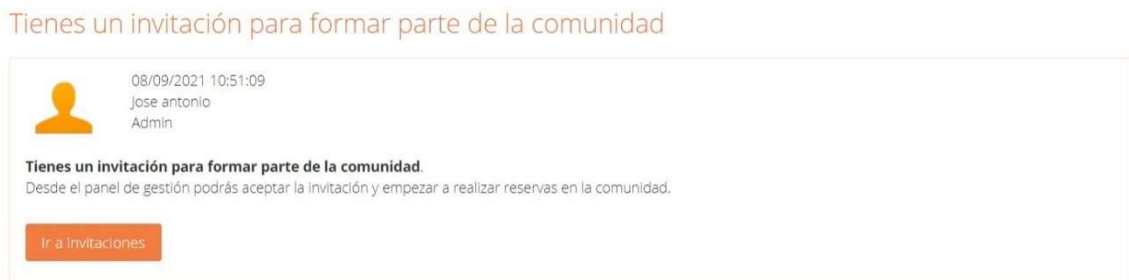 Tienes un invitación para formar parte de la comunidad
08/09/2021 10:51:09
Jose antonio
Admin
Tienes un invitación para formar parte de la comunidad.
Desde el panel de gestión podrás aceptar la invitación y empezar a realizar reservas en la comunidad.
Ir a invitaciones